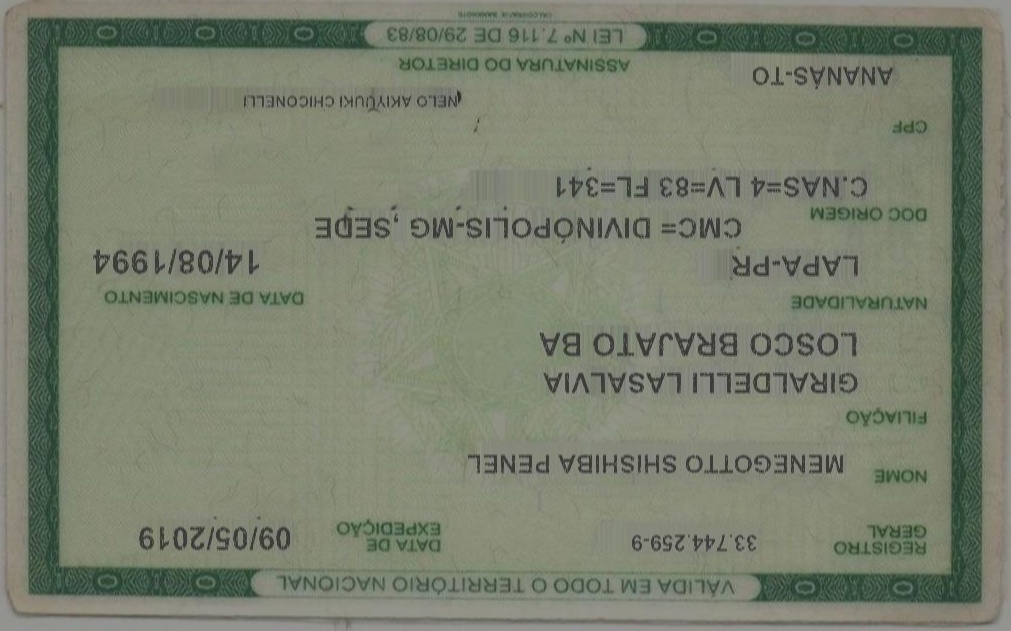 VÁLIDA EM TODO O TERRITÓRIO NACIONAL
REGISTRO GERAL 33.744.259-9 DATA DE EXPEDIÇÃO 09/05/2019
NOME MENEGOTTO SHISHIBA PENEL
FILIAÇÃO
GIRALDELLI LASALVIA
LOSCO BRAJATO BA
NATURALIDADE DATA DE NASCIMENTO
LAPA-PR 14/08/1994
DOC ORIGEM CMC= DIVINÓPOLIS-MG, SEDE
C.NAS=4 LV=83 FL=341
CPF
NELO AKIYUUKI CHICONELLI
ANANÁS-TO
ASSINATURA DO DIRETOR
LEI Nº 7.116 DE 29/08/83